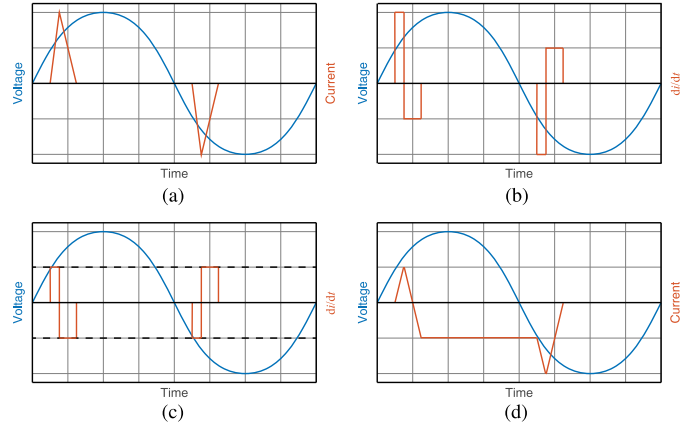 Voltage
Current
Time
(a)
Voltage
di/dt
Time
(b)
Voltage
di/dt
Time
(c)
Voltage
Current
Time
(d)